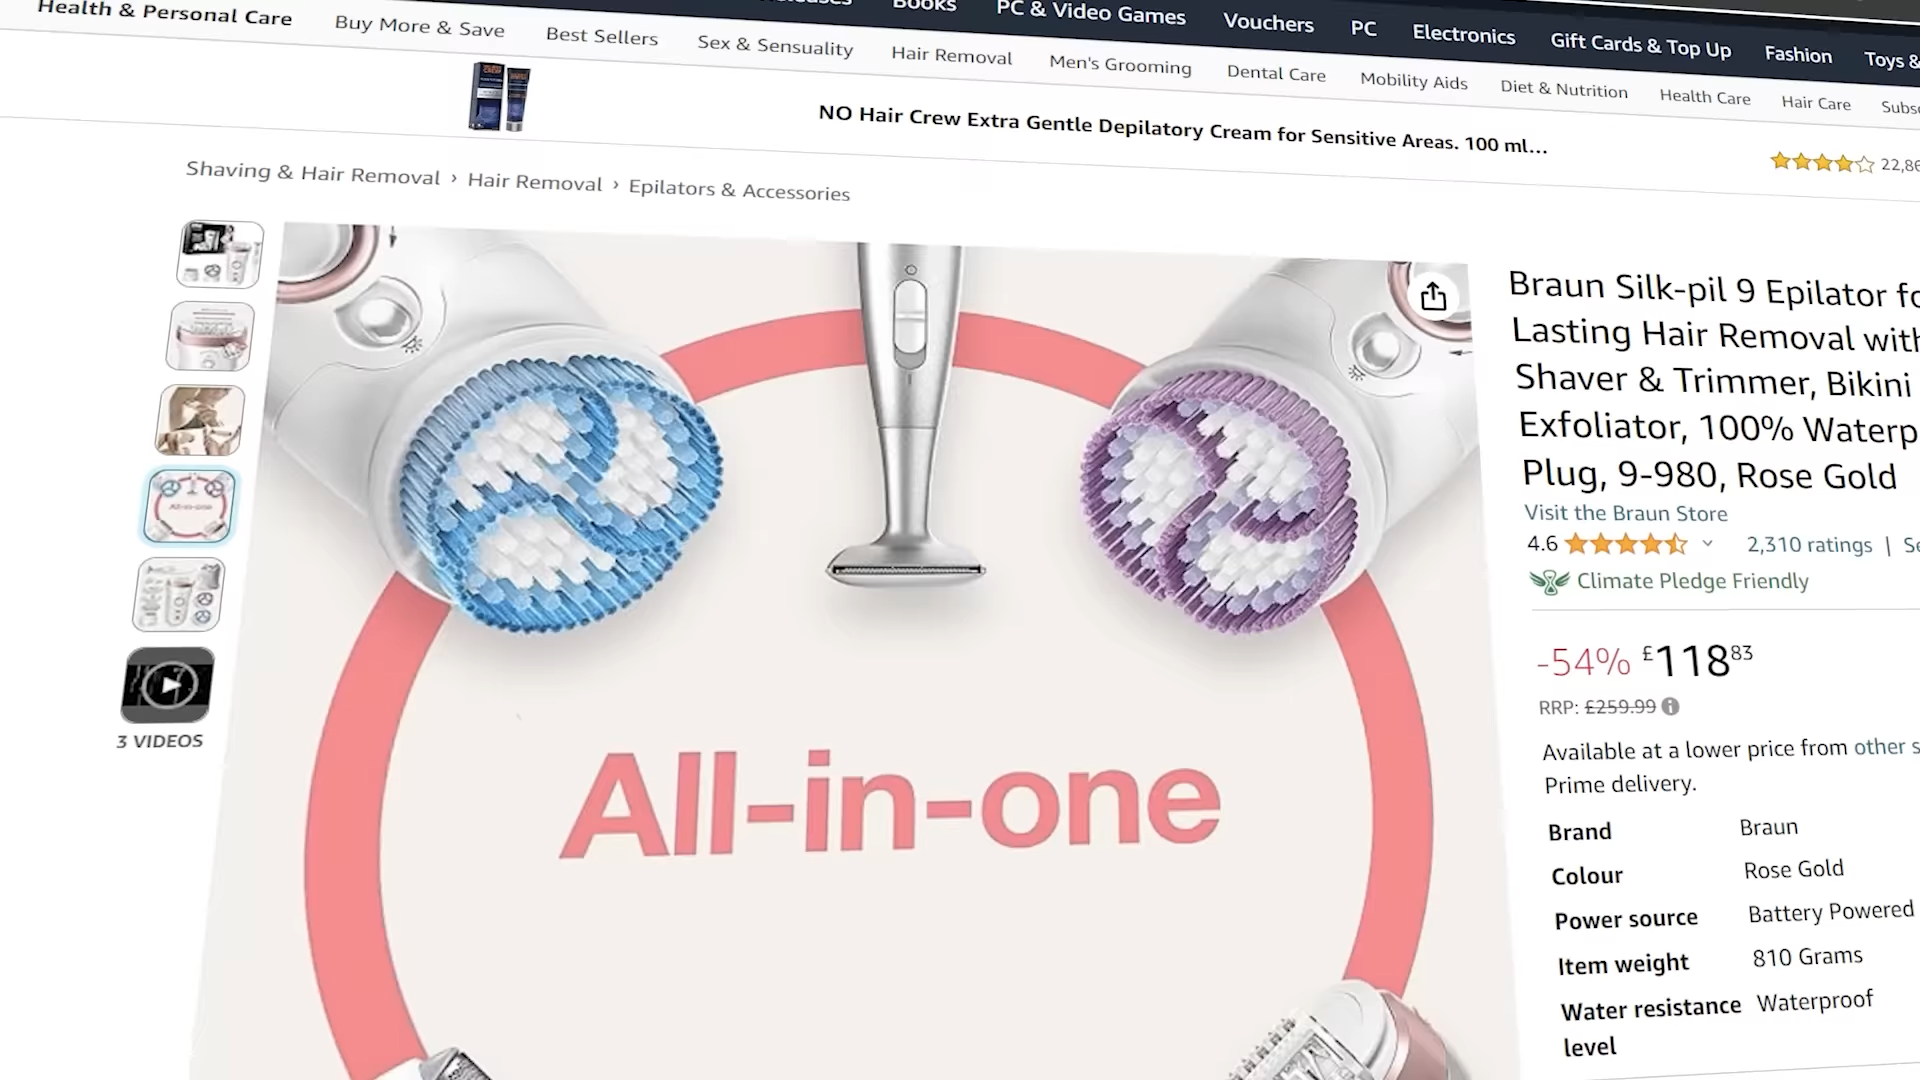 Books
PC & Video Games
Vouchers
PC
Electronics
Gift Cards & Top Up
Fashion
Toys &
Health & Personal Care
Buy More & Save
Best Sellers
Sex & Sensuality
Hair Removal
Men's Grooming
Dental Care
Mobility Aids
Diet & Nutrition
Health Care
Hair Care
NO Hair Crew Extra Gentle Depilatory Cream for Sensitive Areas. 100 ml...
Shaving & Hair Removal › Hair Removal › Epilators & Accessories
All-in-one
3 VIDEOS
All-in-one
Braun Silk-pil 9 Epilator
Lasting Hair Removal with
Shaver & Trimmer, Bikini
Exfoliator, 100%
Plug, 9-980, Rose Gold
Visit the Braun Store
4.6
2,310 ratings |
Climate Pledge Friendly
-54% £118 83
RRP: £259.99
Available at a lower price from other
Prime delivery.
Brand Braun
Colour Rose Gold
Power source Battery Powered
Item weight 810 Grams
Water resistance Waterproof
level